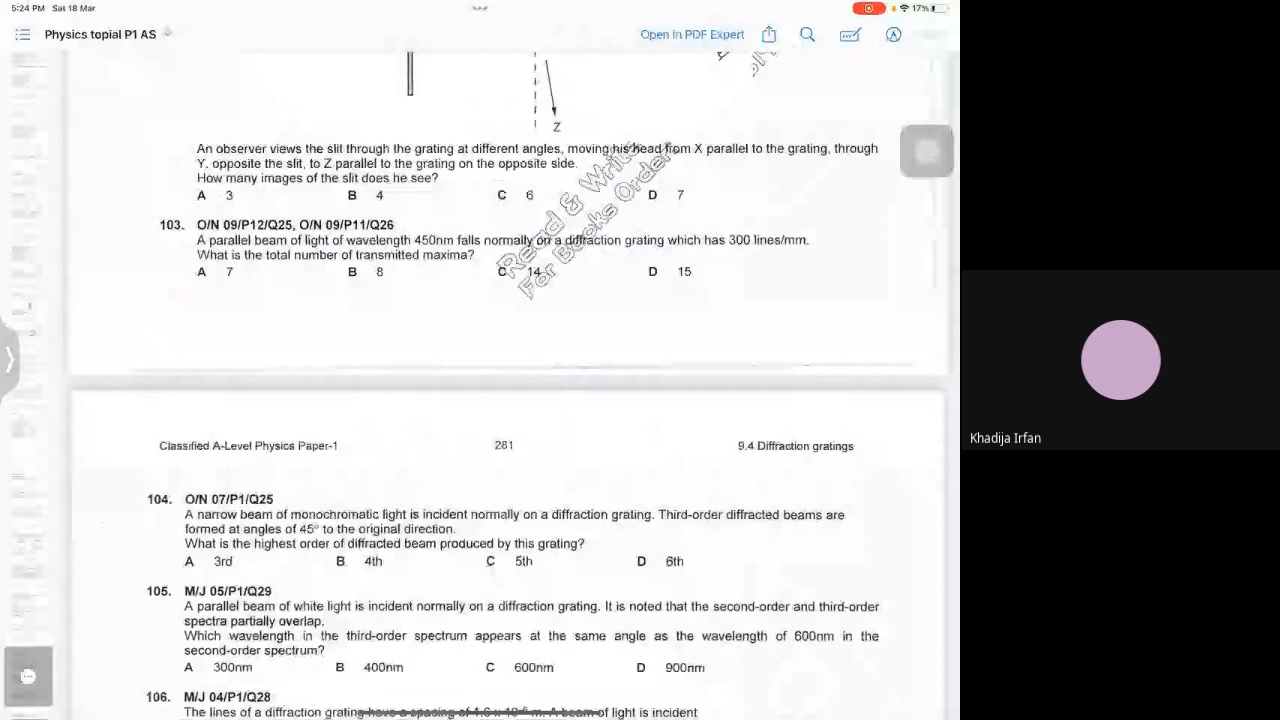 5:24 PM Sat 18 Mar
17%
Physics topial P1 AS
Open in PDF Expert
Z
An observer views the slit through the grating at different angles, moving his head from X parallel to the grating, through
Y. opposite the slit, to Z parallel to the grating on the opposite side.
How many images of the slit does he see?
A 3 B 4 C 6 D 7
Read & Write
For Books Order
103. O/N 09/P12/Q25, O/N 09/P11/Q26
A parallel beam of light of wavelength 450nm falls normally on a diffraction grating which has 300 lines/mm.
What is the total number of transmitted maxima?
A 7 B 8 C 14 D 15
Classified A-Level Physics Paper-1 281 9.4 Diffraction gratings
104. O/N 07/P1/Q25
A narrow beam of monochromatic light is incident normally on a diffraction grating. Third-order diffracted beams are
formed at angles of 45° to the original direction.
What is the highest order of diffracted beam produced by this grating?
A 3rd B 4th C 5th D 6th
105. M/J 05/P1/Q29
A parallel beam of white light is incident normally on a diffraction grating. It is noted that the second-order and third-order
spectra partially overlap.
Which wavelength in the third-order spectrum appears at the same angle as the wavelength of 600nm in the
second-order spectrum?
A 300nm B 400nm C 600nm D 900nm
106. M/J 04/P1/Q28
The lines of a diffraction grating have a spacing of 1.6 x 10⁻⁶ m. A beam of light is incident
Khadija Irfan